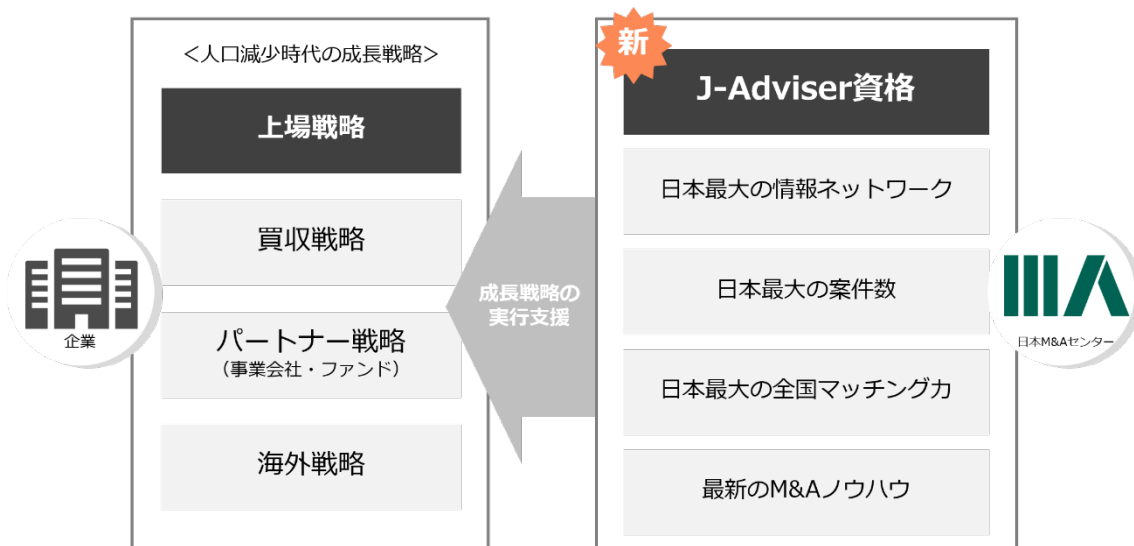 ＜人口減少時代の成長戦略＞
上場戦略
買収戦略
パートナー戦略
（事業会社・ファンド）
海外戦略
企業
成長戦略の
実行支援
新
J-Adviser資格
日本最大の情報ネットワーク
日本最大の案件数
日本最大の全国マッチング力
最新のM&Aノウハウ
日本M&Aセンター